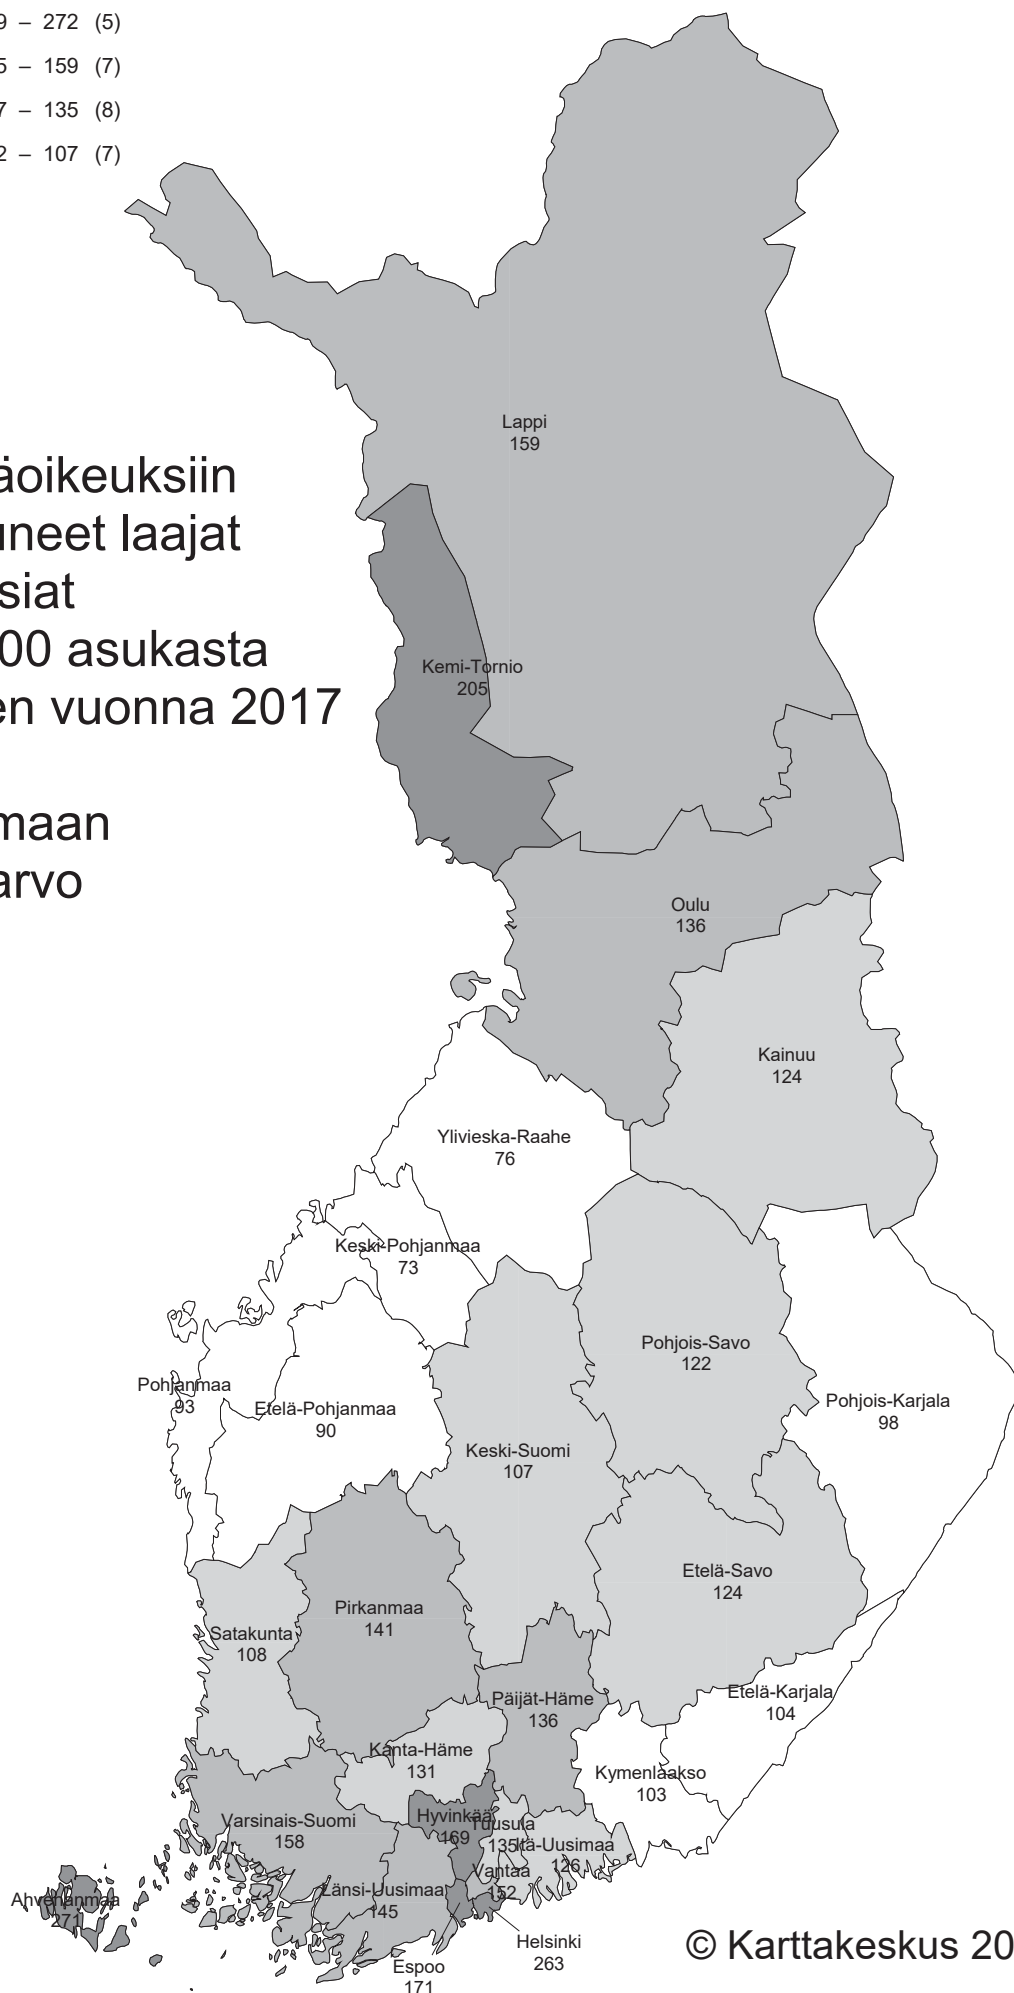 9 – 272 (5)
5 – 159 (7)
7 – 135 (8)
2 – 107 (7)
äoikeuksiin
uneet laajat
siat
00 asukasta
en vuonna 2017
maan
arvo
Lappi
159
Kemi-Tornio
205
Oulu
136
Kainuu
124
Ylivieska-Raahe
76
Keski-Pohjanmaa
73
Pohjois-Savo
122
Pohjanmaa
93
Etelä-Pohjanmaa
90
Pohjois-Karjala
98
Keski-Suomi
107
Etelä-Savo
124
Pirkanmaa
141
Satakunta
108
Etelä-Karjala
104
Päijät-Häme
136
Kanta-Häme
131
Kymenlaakso
103
Varsinais-Suomi
158
Hyvinkää
169
Tuusula
135
Itä-Uusimaa
126
Vantaa
152
Länsi-Uusimaa
145
Ahvenanmaa
271
Helsinki
263
Espoo
171
© Karttakeskus 20